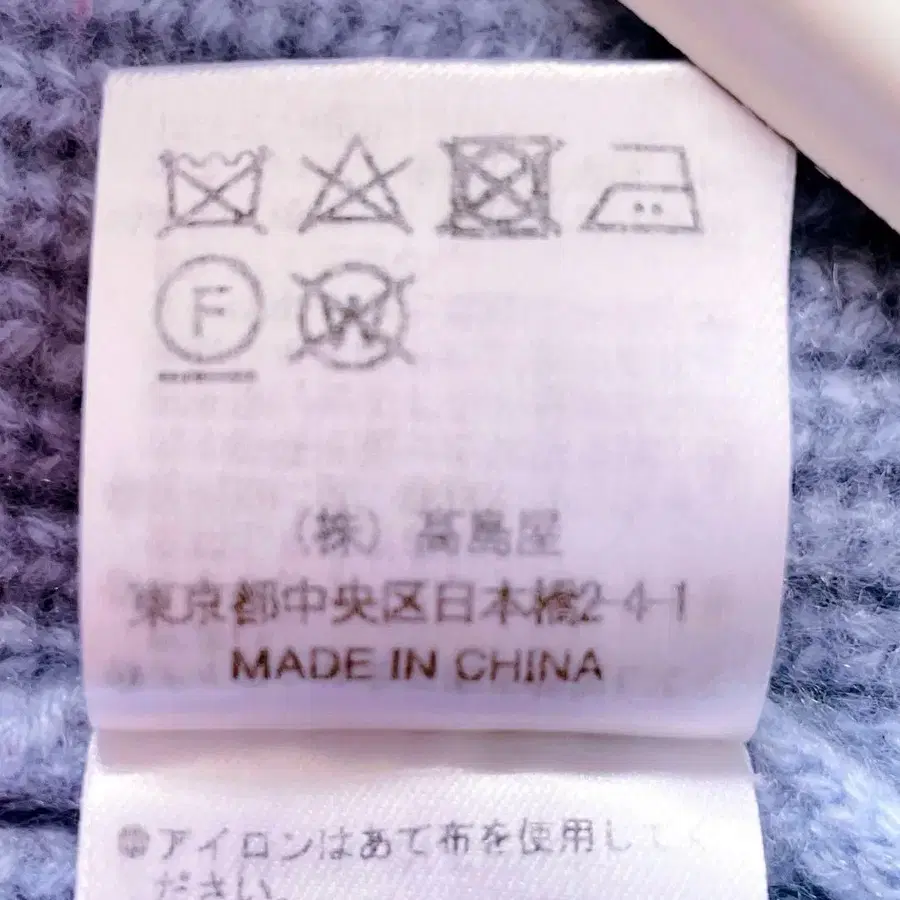 F
W
（株）髙島屋
東京都中央区日本橋2-4-1
MADE IN CHINA
●アイロンはあて布を使用してく
ださい。